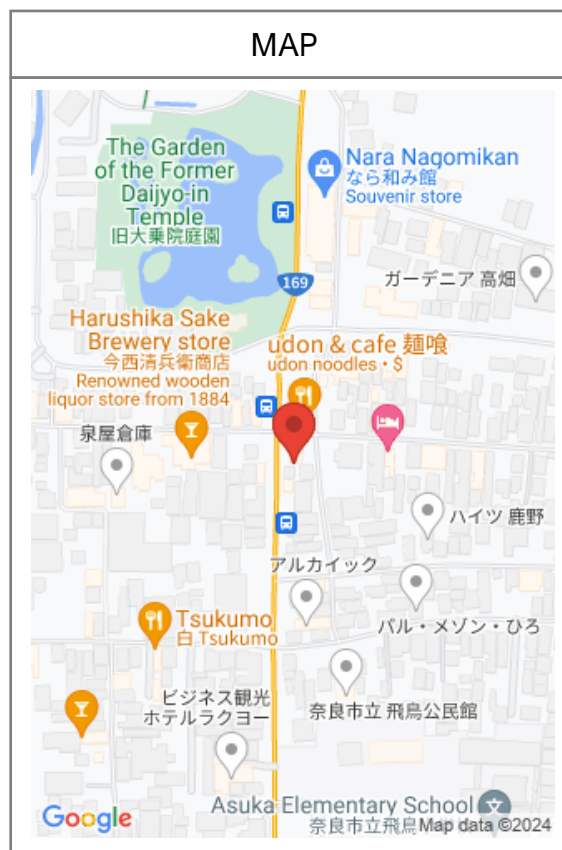 MAP
The Garden
of the Former
Daijyo-in
Temple
旧大乗院庭園
Nara Nagomikan
なら和み館
Souvenir store
169
ガーデニア 高畑
Harushika Sake
Brewery store
今西清兵衛商店
Renowned wooden
liquor store from 1884
udon & cafe 麺喰
udon noodles • $
泉屋倉庫
ハイツ 鹿野
アルカイック
Tsukumo
白 Tsukumo
パル・メゾン・ひろ
ビジネス観光
ホテルラクヨー
奈良市立 飛鳥公民館
Asuka Elementary School
文
奈良市立飛鳥
Google
Map data ©2024